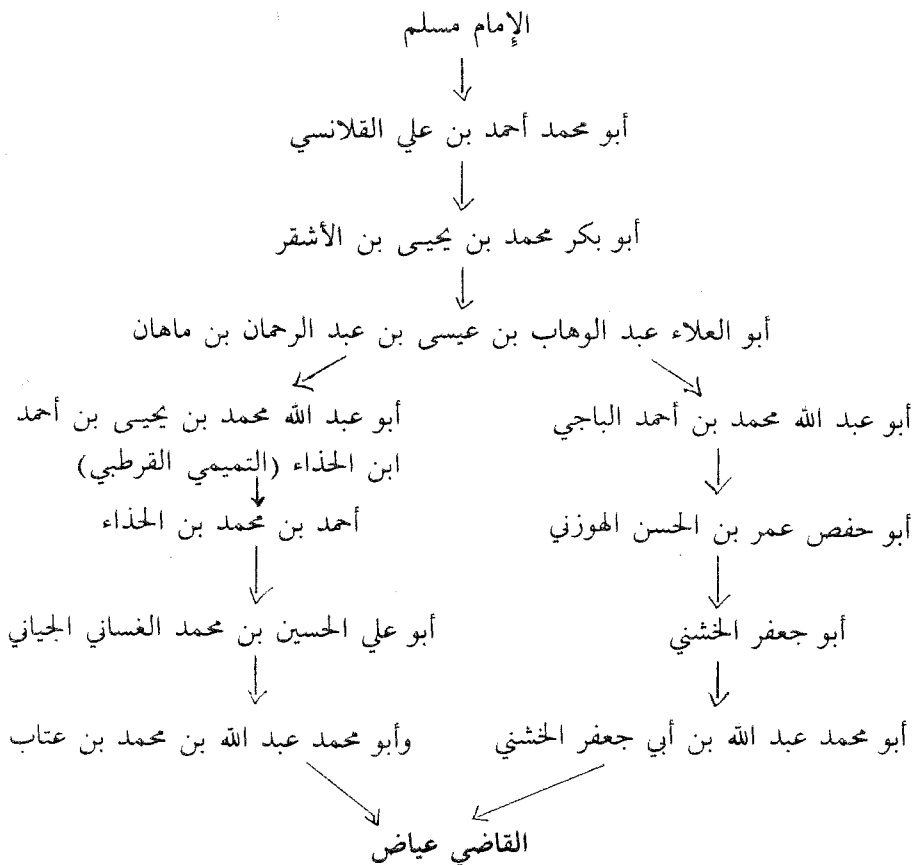 الإمام مسلم
أبو محمد أحمد بن علي القلانسي
أبو بكر محمد بن يحيى بن الأشقر
أبو العلاء عبد الوهاب بن عيسى بن عبد الرحمان بن ماهان
أبو عبد الله محمد بن أحمد الباجي
أبو عبد الله محمد بن يحيى بن أحمد
ابن الحذاء (التميمي القرطبي)
أبو حفص عمر بن الحسن الهوزني
أحمد بن محمد بن الحذاء
أبو جعفر الخشني
أبو علي الحسين بن محمد الغساني الجياني
أبو محمد عبد الله بن أبي جعفر الخشني
وأبو محمد عبد الله بن محمد بن عتاب
القاضي عياض